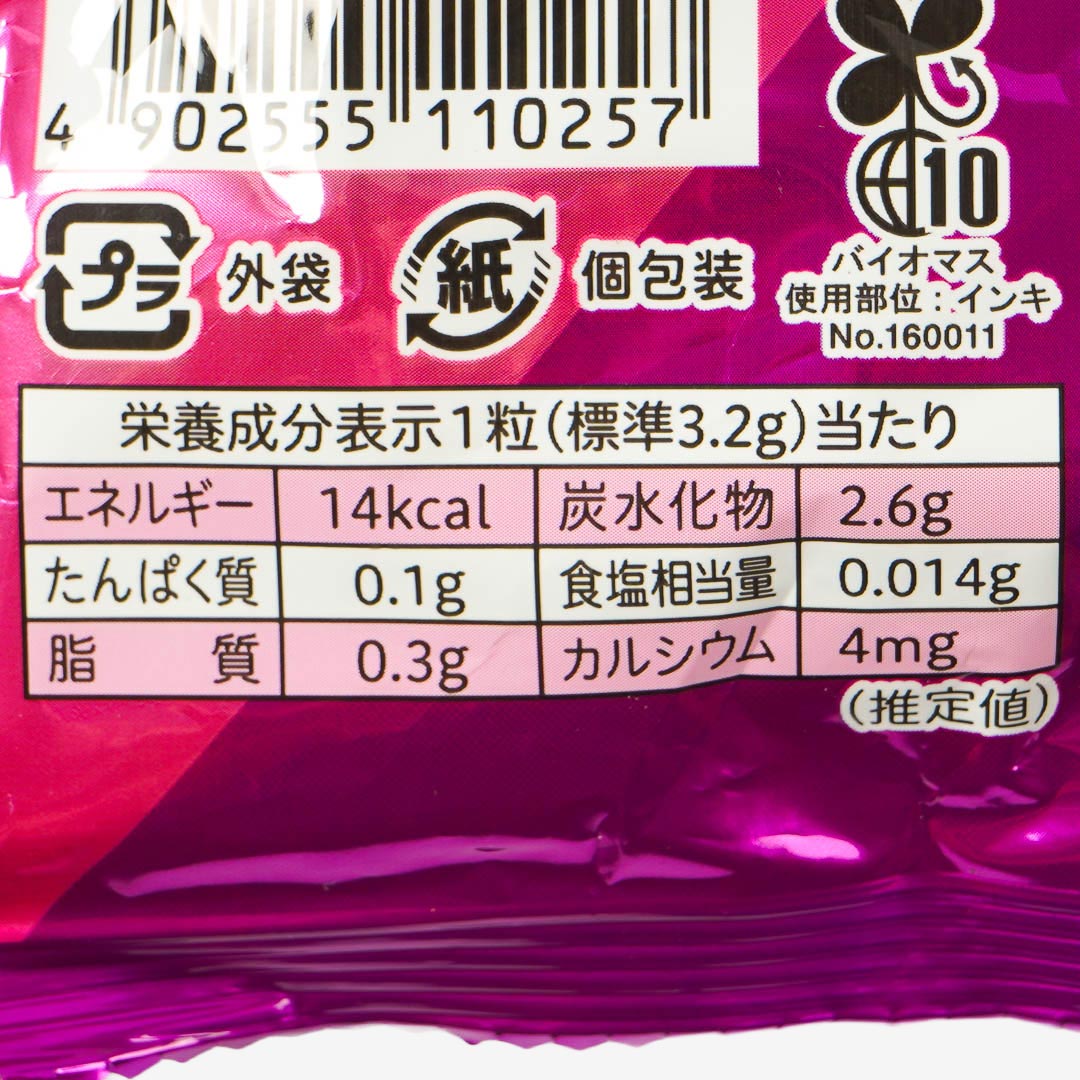 4 902555 110257
10
プラ 外袋 紙 個包装
バイオマス
使用部位：インキ
No.160011
栄養成分表示1粒(標準3.2g)当たり
エネルギー 14kcal 炭水化物 2.6g
たんぱく質 0.1g 食塩相当量 0.014g
脂質 0.3g カルシウム 4mg
(推定値)